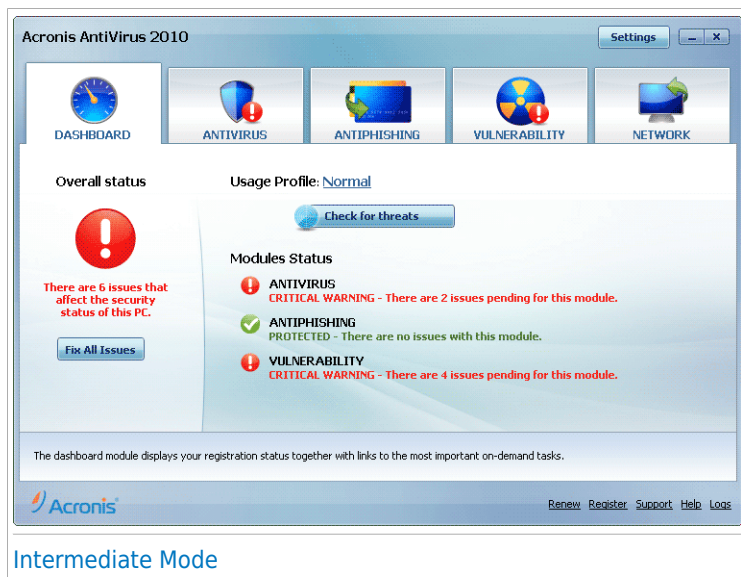 Acronis AntiVirus 2010
Settings
DASHBOARD
ANTIVIRUS
ANTIPHISHING
VULNERABILITY
NETWORK
Overall status
There are 6 issues that
affect the security
status of this PC.
Fix All Issues
Usage Profile: Normal
Check for threats
Modules Status
ANTIVIRUS
CRITICAL WARNING - There are 2 issues pending for this module.
ANTIPHISHING
PROTECTED - There are no issues with this module.
VULNERABILITY
CRITICAL WARNING - There are 4 issues pending for this module.
The dashboard module displays your registration status together with links to the most important on-demand tasks.
Acronis
Renew Register Support Help Logs
Intermediate Mode